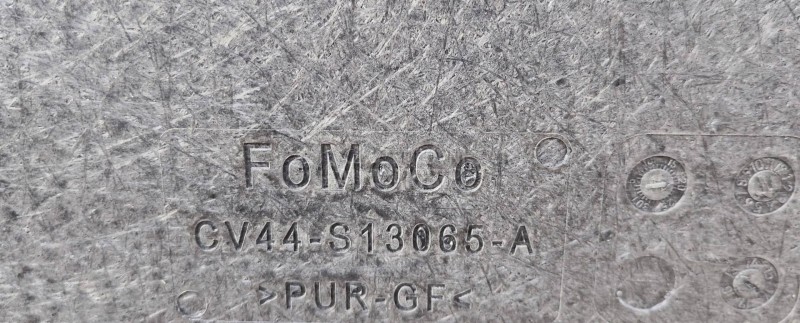 FoMoCo
CV44-S13065-A
>PUR-GF<